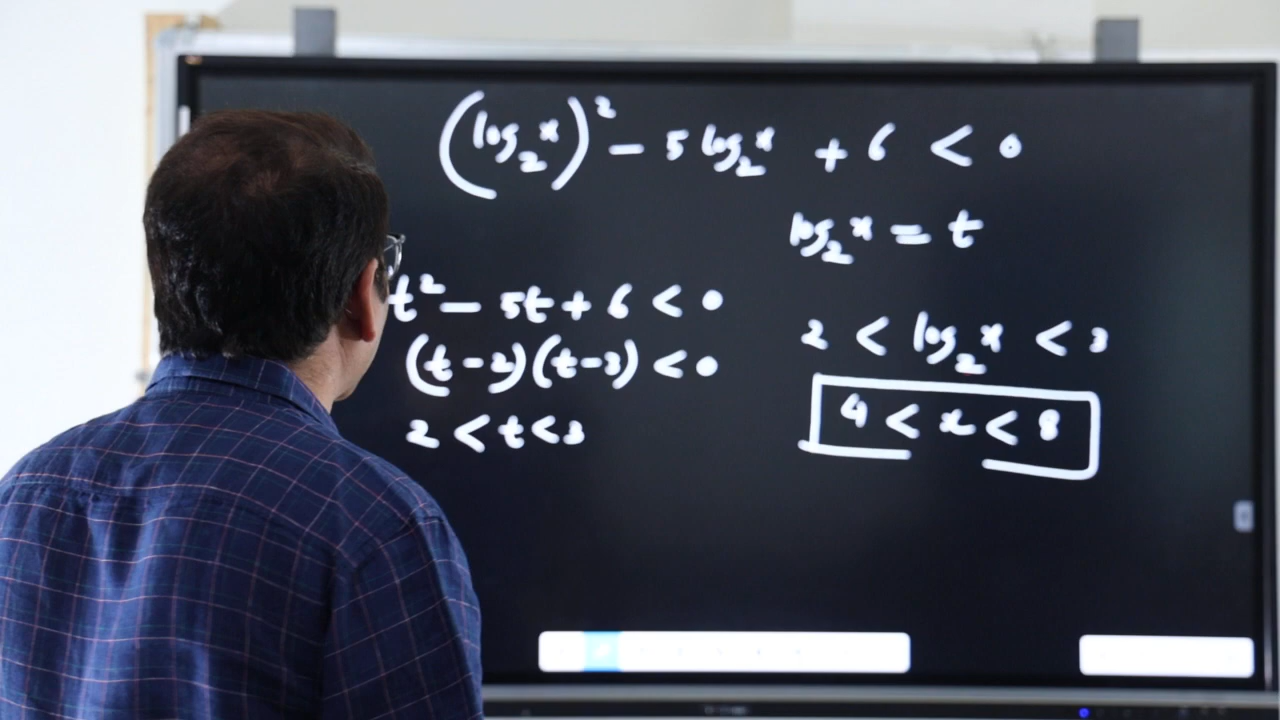 (log₂x)² - 5 log₂x + 6 < 0
log₂x = t
t² - 5t + 6 < 0
(t-2)(t-3) < 0
2 < t < 3
2 < log₂x < 3
4 < x < 8